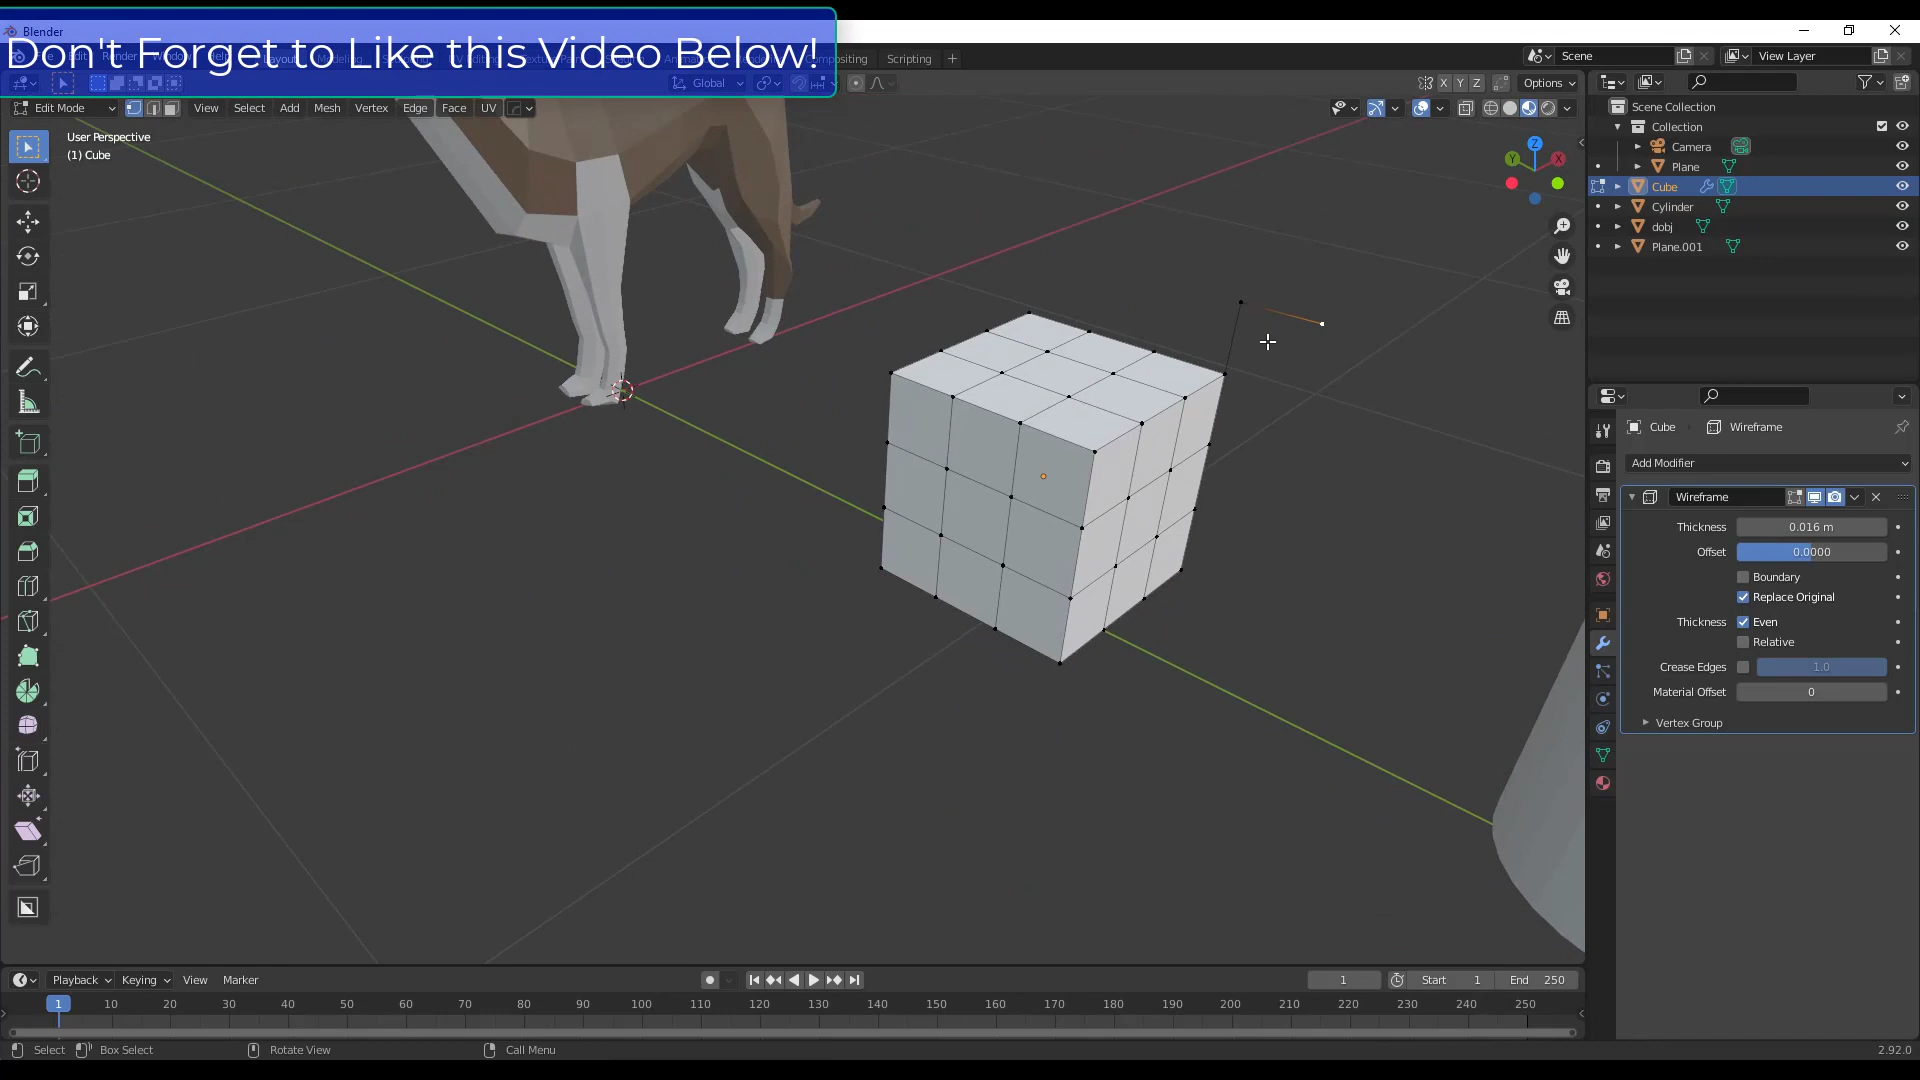 Blender
Don't Forget to Like this Video Below!
Scripting
Scene
View Layer
Global
X Y Z
Options
Edit Mode
View Select Add Mesh Vertex Edge Face UV
User Perspective
(1) Cube
Z
Y
X
Scene Collection
Collection
Camera
Plane
Cube
Cylinder
dobj
Plane.001
Cube
Wireframe
Add Modifier
Wireframe
Thickness 0.016 m
Offset 0.0000
Boundary
Replace Original
Thickness Even
Relative
Crease Edges 1.0
Material Offset 0
Vertex Group
Playback Keying View Marker
1
Start 1
End 250
1 10 20 30 40 50 60 70 80 90 100 110 120 130 140 150 160 170 180 190 200 210 220 230 240 250
Select
Box Select
Rotate View
Call Menu
2.92.0